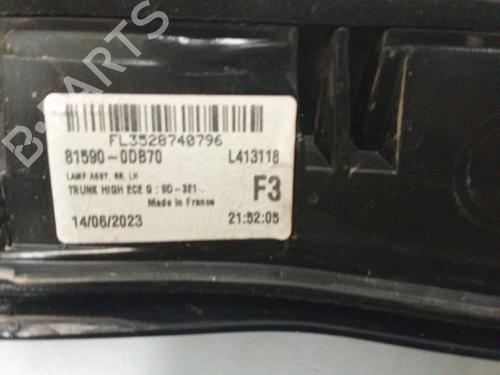 B-PARTS
FL3528740796
81590-0DB70 L413118
LAMP ASSY, RR, LH
TRUNK HIGH ECE G : SD-321 F3
Made in France
14/06/2023 21:52:05